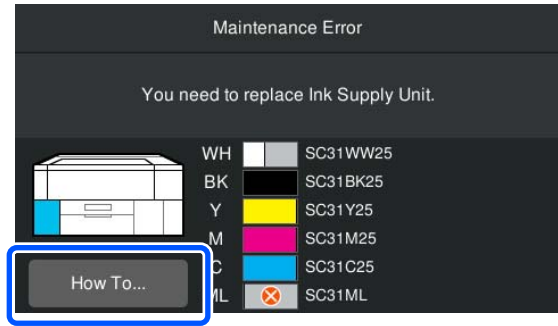 Maintenance Error
You need to replace Ink Supply Unit.
WH SC31WW25
BK SC31BK25
Y SC31Y25
M SC31M25
C SC31C25
ML SC31ML
How To...